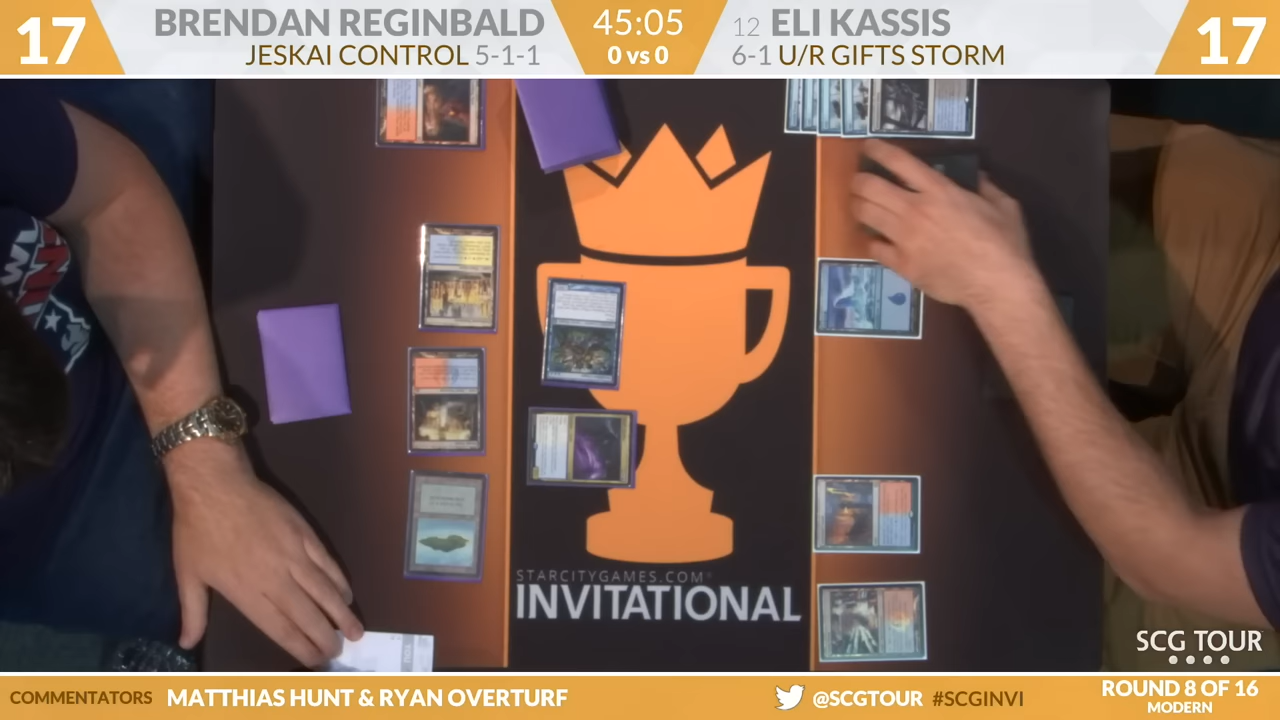 17
BRENDAN REGINBALD
JESKAI CONTROL 5-1-1
45:05
0 vs 0
12 ELI KASSIS
6-1 U/R GIFTS STORM
17
STARCITYGAMES.COM®
INVITATIONAL
SCG TOUR
COMMENTATORS MATTHIAS HUNT & RYAN OVERTURF
@SCGTOUR #SCGINVI
ROUND 8 OF 16
MODERN